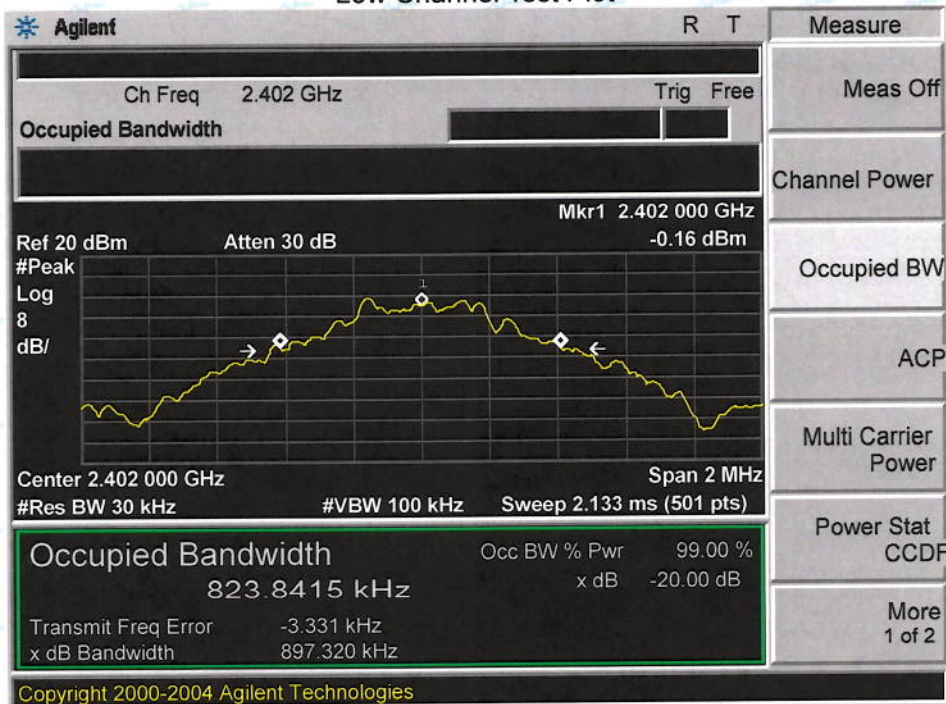 Low Channel Test Plot
Agilent R T Measure
Meas Off
Ch Freq 2.402 GHz Trig Free
Occupied Bandwidth
Channel Power
Mkr1 2.402 000 GHz
Ref 20 dBm Atten 30 dB -0.16 dBm
#Peak
Log
8
dB/
1
Occupied BW
ACP
Multi Carrier
Power
Center 2.402 000 GHz Span 2 MHz
#Res BW 30 kHz #VBW 100 kHz Sweep 2.133 ms (501 pts)
Power Stat
CCDF
Occupied Bandwidth Occ BW % Pwr 99.00 %
823.8415 kHz x dB -20.00 dB
Transmit Freq Error -3.331 kHz
x dB Bandwidth 897.320 kHz
More
1 of 2
Copyright 2000-2004 Agilent Technologies